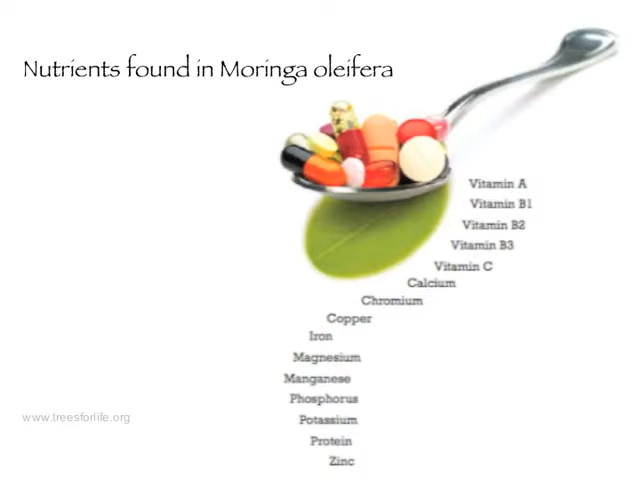 Nutrients found in Moringa oleifera
Vitamin A
Vitamin B1
Vitamin B2
Vitamin B3
Vitamin C
Calcium
Chromium
Copper
Iron
Magnesium
Manganese
Phosphorus
www.treesforlife.org
Potassium
Protein
Zinc